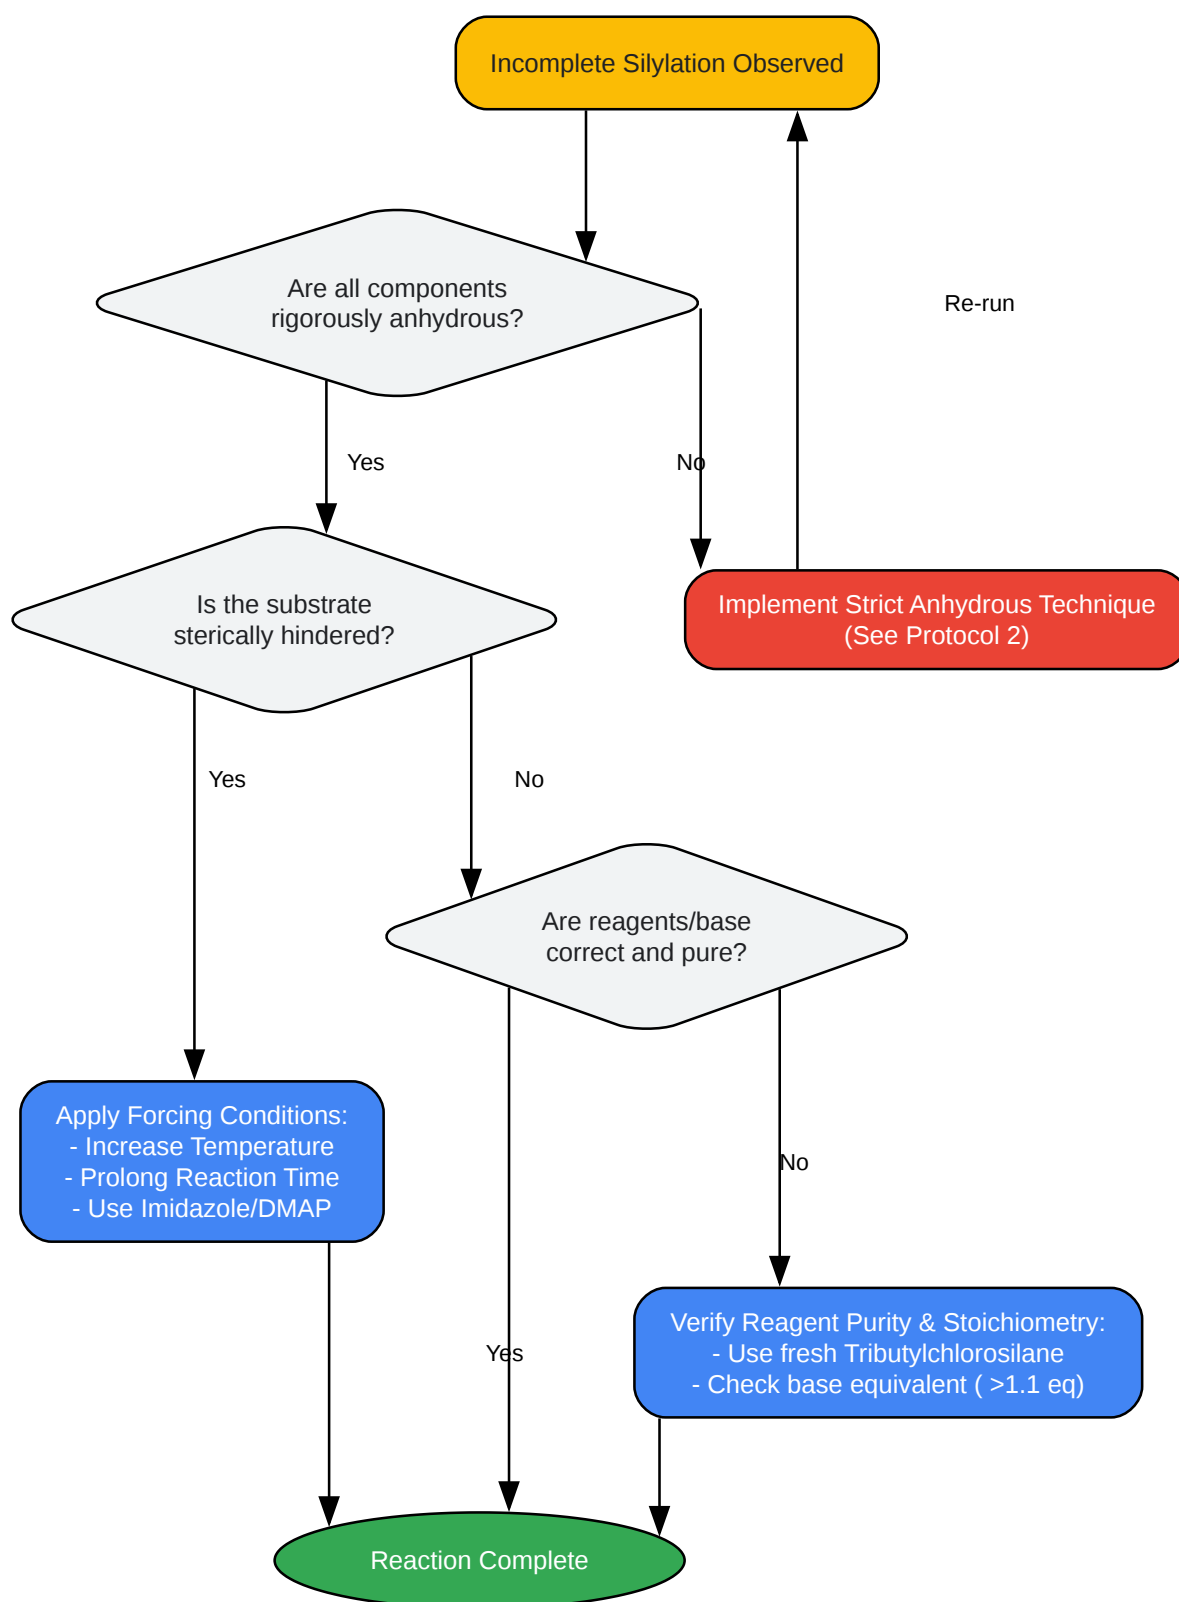 Incomplete Silylation Observed
Are all components
rigorously anhydrous?
Re-run
Yes
No
Is the substrate
sterically hindered?
Implement Strict Anhydrous Technique
(See Protocol 2)
Yes
No
Are reagents/base
correct and pure?
Apply Forcing Conditions:
- Increase Temperature
- Prolong Reaction Time
- Use Imidazole/DMAP
No
Verify Reagent Purity & Stoichiometry:
- Use fresh Tributylchlorosilane
- Check base equivalent ( >1.1 eq)
Yes
Reaction Complete